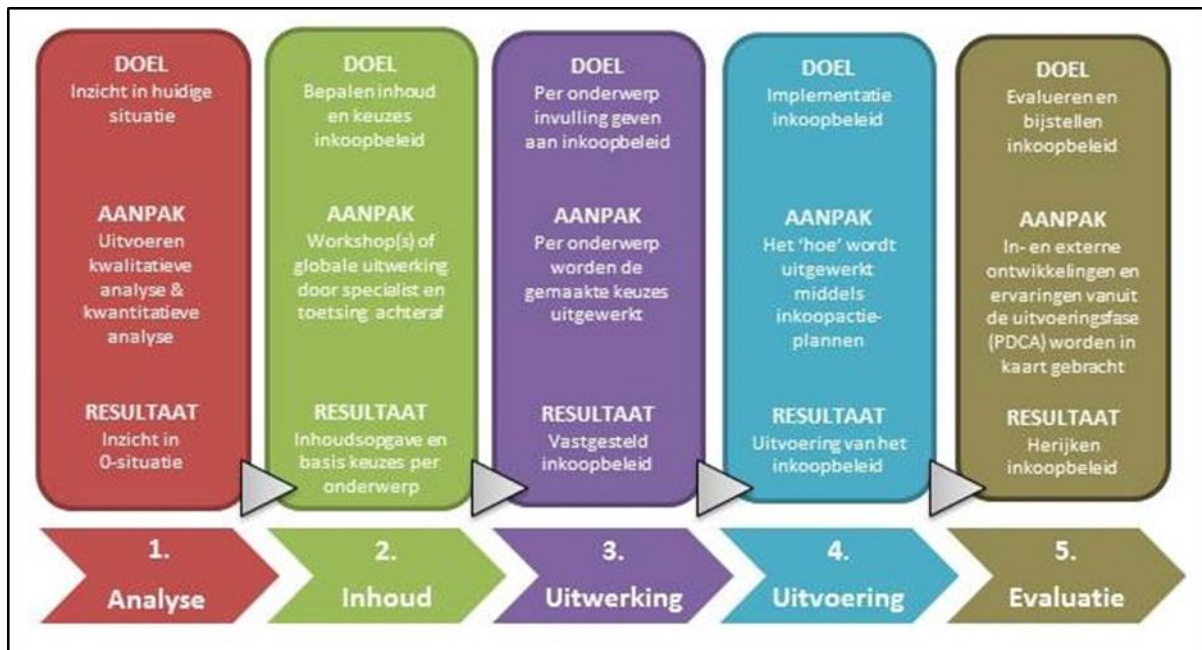 DOEL
Inzicht in huidige
situatie
AANPAK
Uitvoeren
kwalitatieve
analyse &
kwantitatieve
analyse
RESULTAAT
Inzicht in
0-situatie
DOEL
Bepalen inhoud
en keuzes
inkoopbeleid
AANPAK
Workshop(s) of
globale uitwerking
door specialist en
toetsing achteraf
RESULTAAT
Inhoudsopgave en
basis keuzes per
onderwerp
DOEL
Per onderwerp
invulling geven
aan inkoopbeleid
AANPAK
Per onderwerp
worden de
gemaakte keuzes
uitgewerkt
RESULTAAT
Vastgesteld
inkoopbeleid
DOEL
Implementatie
inkoopbeleid
AANPAK
Het ‘hoe’ wordt
uitgewerkt
middels
inkoopactie-
plannen
RESULTAAT
Uitvoering van het
inkoopbeleid
DOEL
Evalueren en
bijstellen
inkoopbeleid
AANPAK
In- en externe
ontwikkelingen en
ervaringen vanuit
de uitvoeringsfase
(PDCA) worden in
kaart gebracht
RESULTAAT
Herijken
inkoopbeleid
1.
Analyse
2.
Inhoud
3.
Uitwerking
4.
Uitvoering
5.
Evaluatie